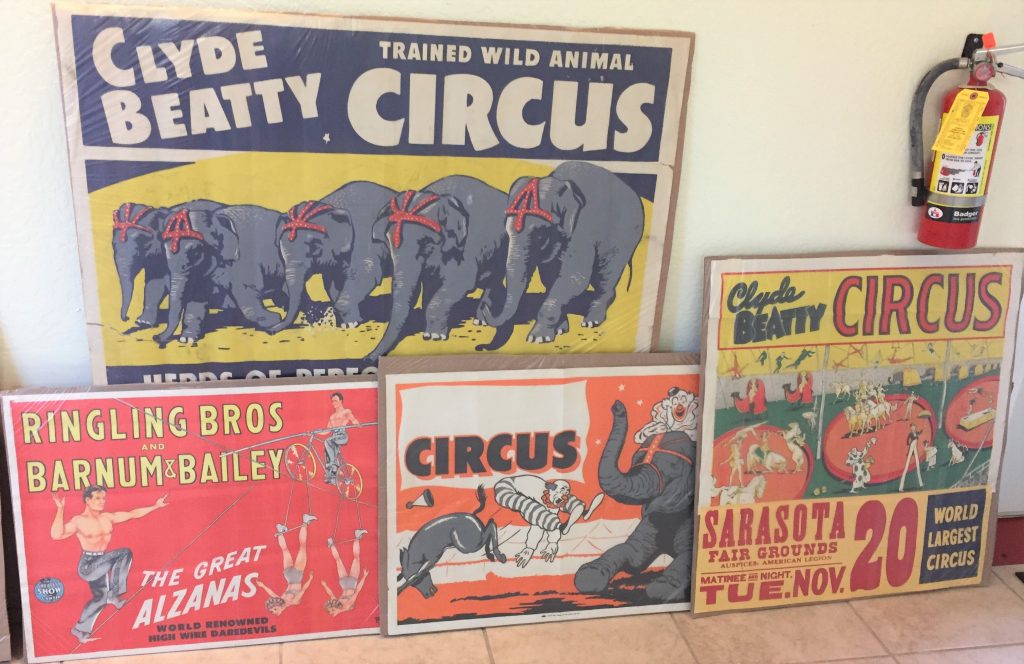 CLYDE BEATTY
TRAINED WILD ANIMAL
CIRCUS
RINGLING BROS
AND
BARNUM & BAILEY
THE GREAT
ALZANAS
WORLD RENOWNED
HIGH WIRE DAREDEVILS
SHOW
CIRCUS
Clyde
BEATTY
CIRCUS
SARASOTA
FAIR GROUNDS
AUSPICES: AMERICAN LEGION
MATINEE AND NIGHT.
TUE. NOV.
20
WORLD
LARGEST
CIRCUS
Badger